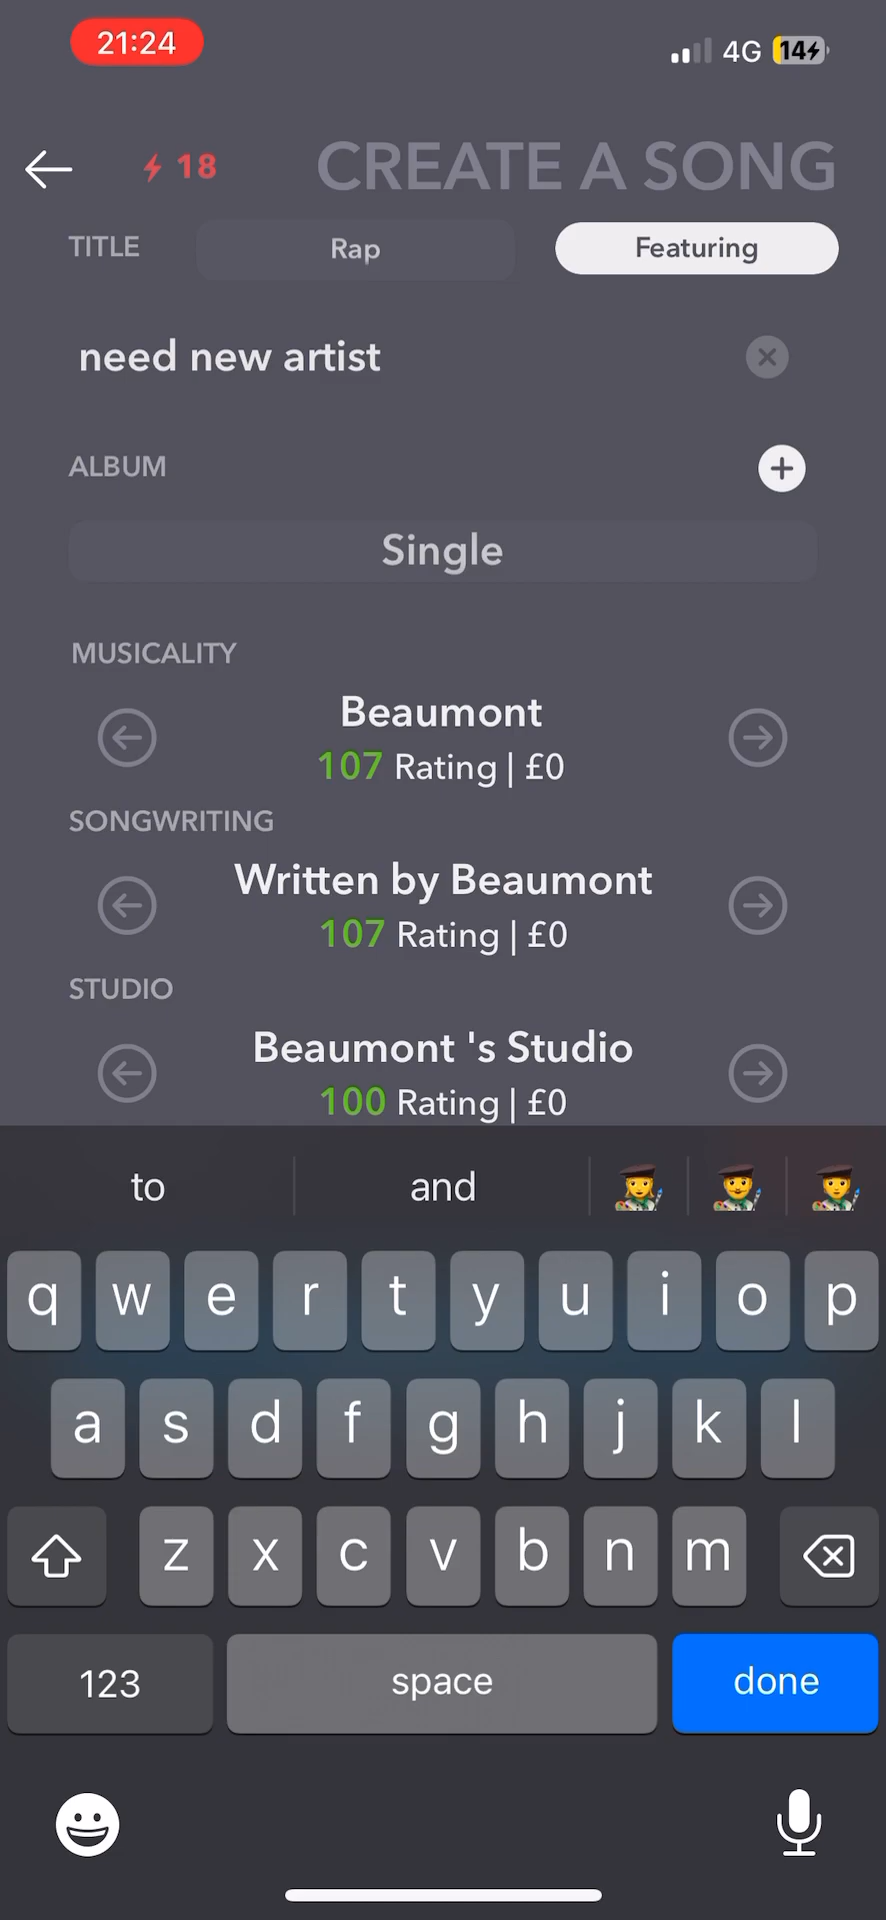 21:24
4G 14
18 CREATE A SONG
TITLE Rap Featuring
need new artist
ALBUM
Single
MUSICALITY
Beaumont
107 Rating | £0
SONGWRITING
Written by Beaumont
107 Rating | £0
STUDIO
Beaumont 's Studio
100 Rating | £0
to and
q w e r t y u i o p
a s d f g h j k l
z x c v b n m
123 space done